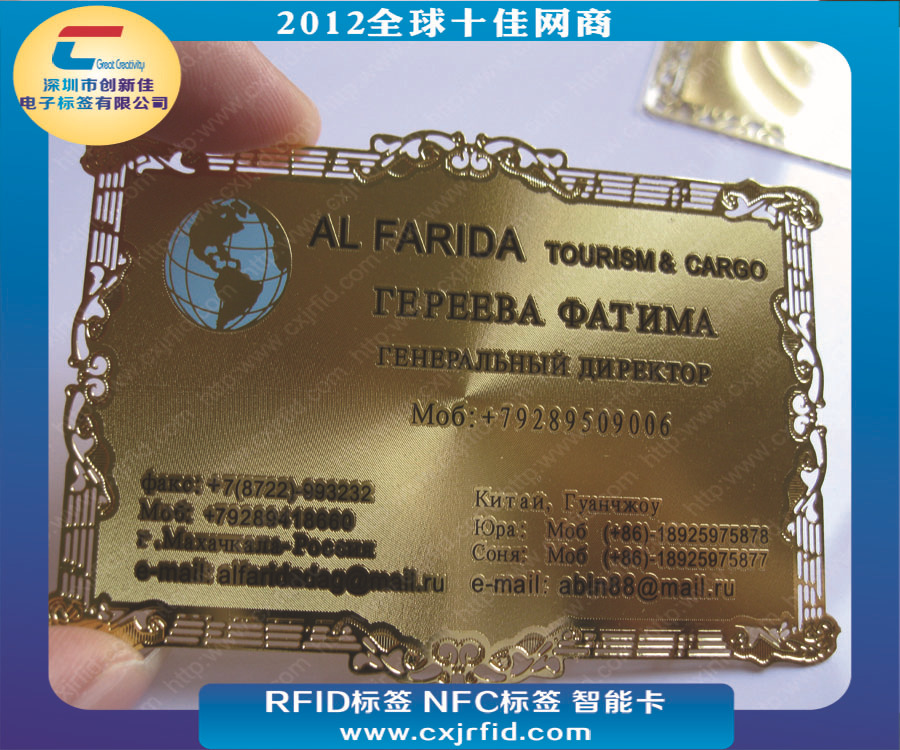 2012全球十佳网商
Great Creativity
深圳市创新佳
电子标签有限公司
AL FARIDA TOURISM & CARGO
ГЕРЕЕВА ФАТИМА
ГЕНЕРАЛЬНЫЙ ДИРЕКТОР
Моб:+79289509006
факс: +7(8722)-993232
Моб: +79289418680
г.Махачкала-Россия
e-mail: alfaridadag@mail.ru
Китай, Гуанчжоу
Юра: Моб (+86)-18925975878
Соня: Моб (+86)-18925975877
e-mail: abln88@mail.ru
RFID标签 NFC标签 智能卡
www.cxjrfid.com